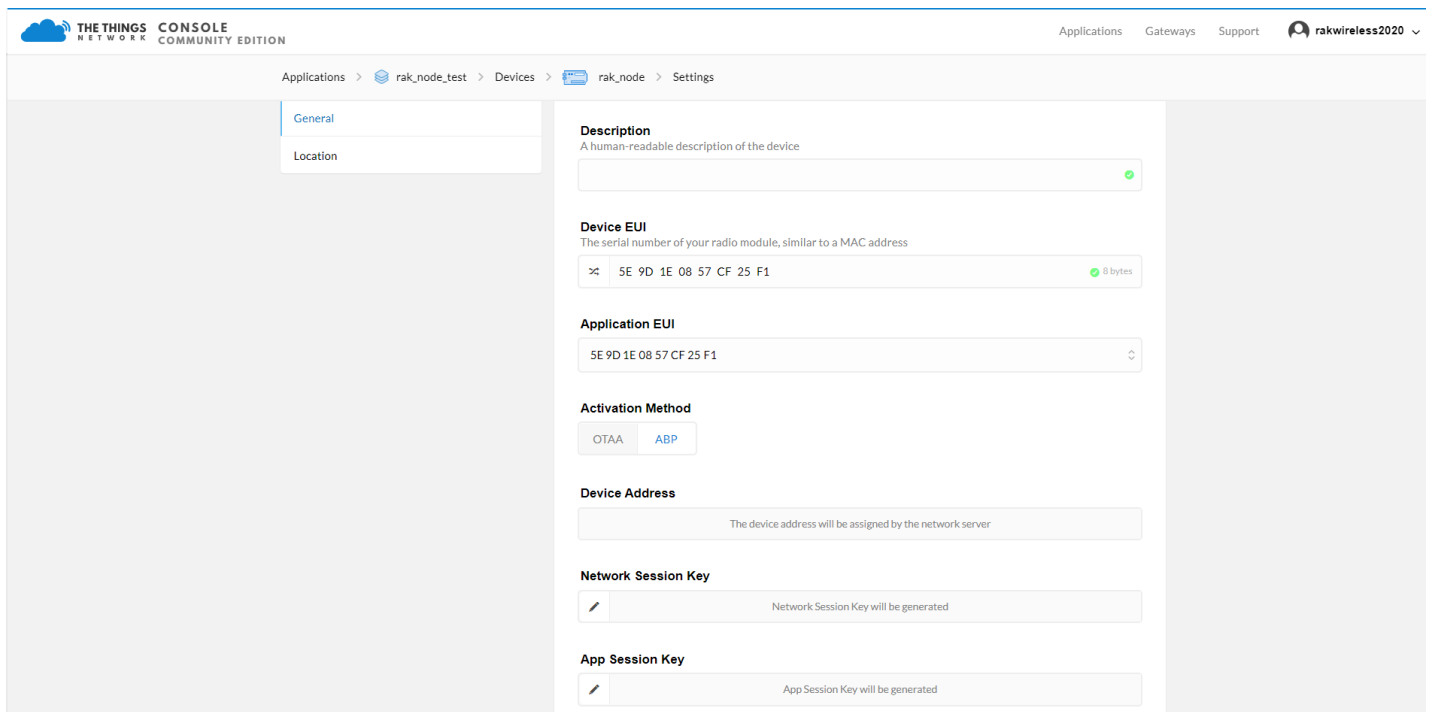 THE THINGS NETWORK CONSOLE COMMUNITY EDITION
Applications Gateways Support rakwireless2020
Applications > rak_node_test > Devices > rak_node > Settings
General
Location
Description
A human-readable description of the device
Device EUI
The serial number of your radio module, similar to a MAC address
5E 9D 1E 08 57 CF 25 F1 8 bytes
Application EUI
5E 9D 1E 08 57 CF 25 F1
Activation Method
OTAA ABP
Device Address
The device address will be assigned by the network server
Network Session Key
Network Session Key will be generated
App Session Key
App Session Key will be generated